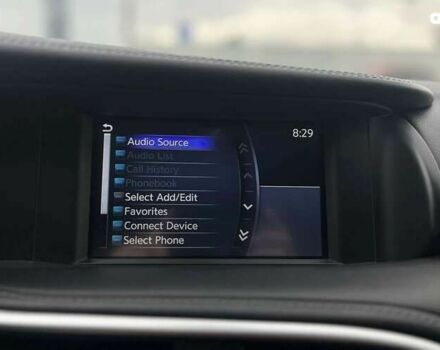 8:29
Audio Source
Audio List
Call History
Phonebook
Select Add/Edit
Favorites
Connect Device
Select Phone